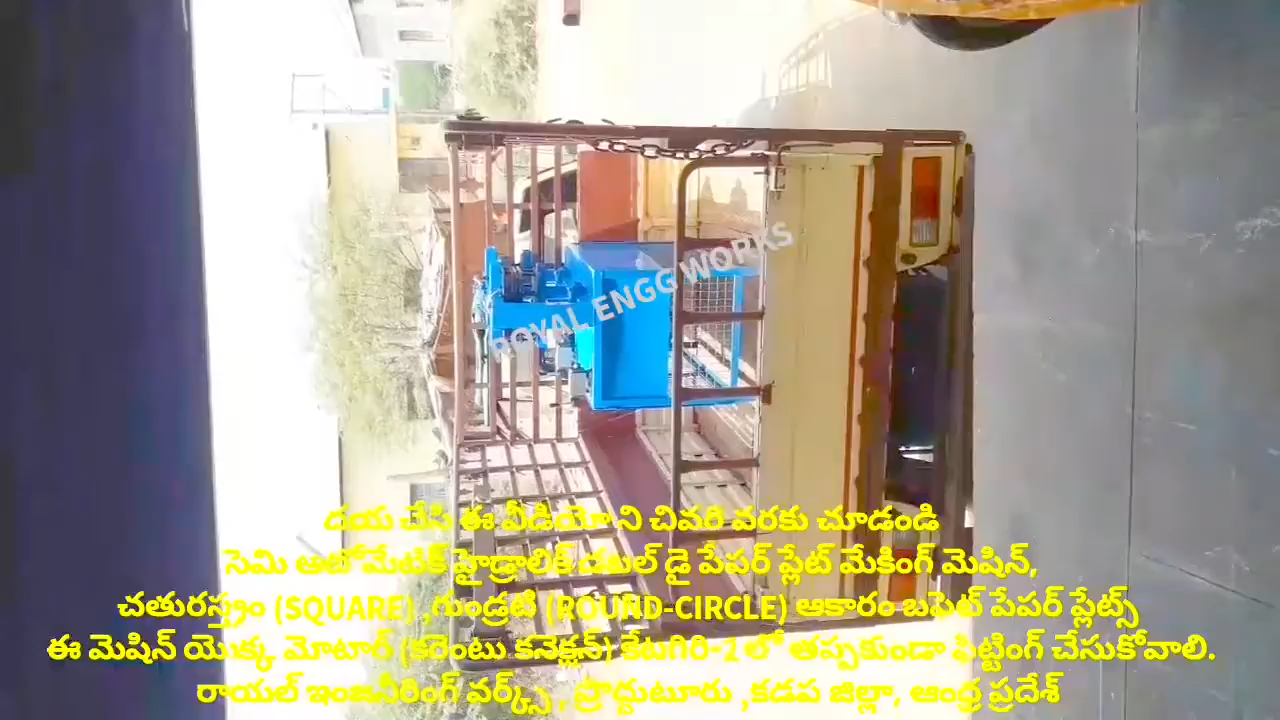 ROYAL ENGG WORKS
దయ చేసి ఈ వీడియో ని చివరి వరకు చూడండి
సెమి ఆటోమేటిక్ హైడ్రాలిక్ డబల్ డై పేపర్ ప్లేట్ మేకింగ్ మెషిన్,
చతురస్త్రం (SQUARE) ,గుండ్రటి (ROUND-CIRCLE) ఆకారం బఫెట్ పేపర్ ప్లేట్స్
ఈ మెషిన్ యొక్క మోటార్ (కరెంటు కనెక్షన్) కేటగిరి-2 లో తప్పకుండా ఫిట్టింగ్ చేసుకోవాలి.
రాయల్ ఇంజనీరింగ్ వర్క్స్ , ప్రొద్దుటూరు ,కడప జిల్లా, ఆంధ్ర ప్రదేశ్